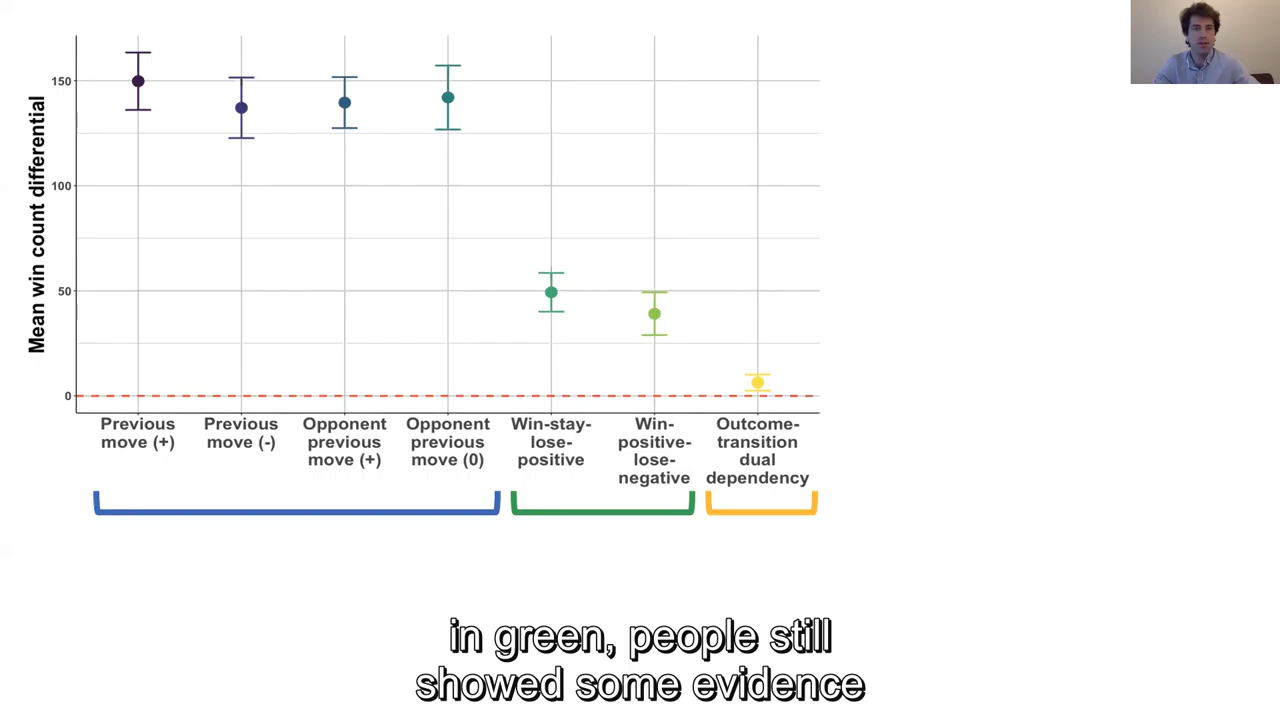 Mean win count differential
150
100
50
0
Previous
move (+)
Previous
move (-)
Opponent
previous
move (+)
Opponent
previous
move (0)
Win-stay-
lose-
positive
Win-
positive-
lose-
negative
Outcome-
transition
dual
dependency
in green, people still
showed some evidence